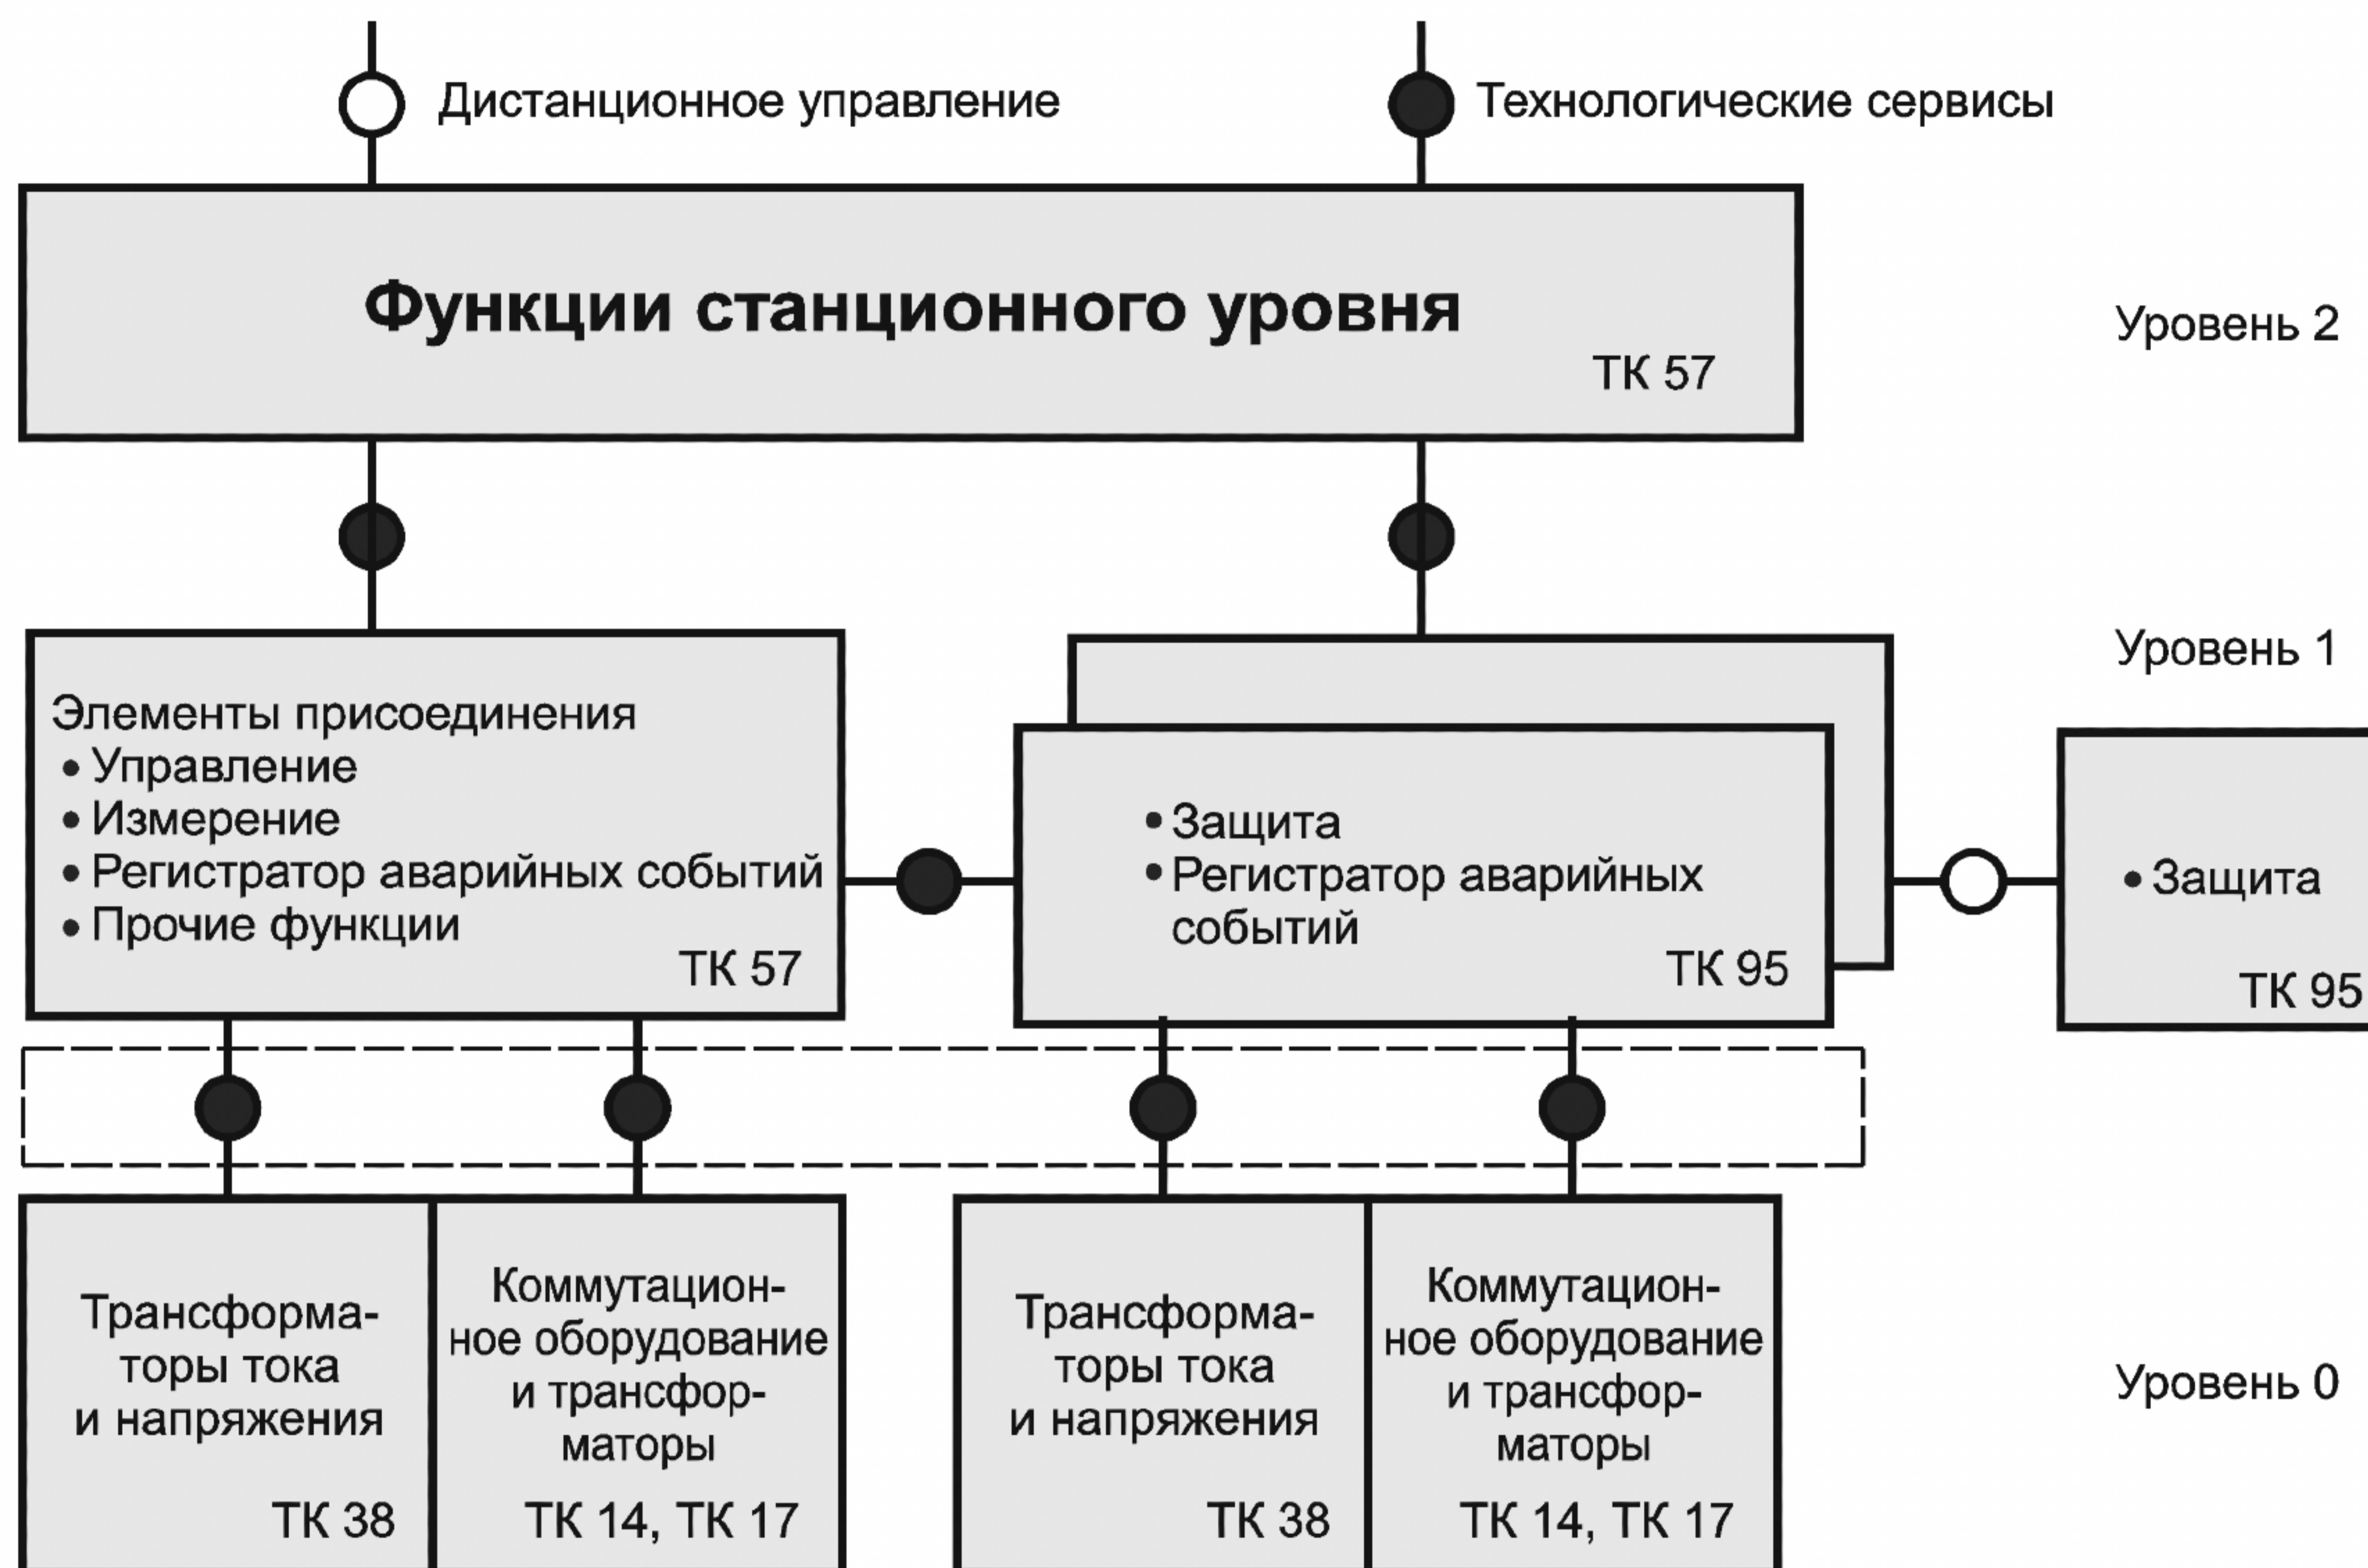 Дистанционное управление
Технологические сервисы
Функции станционного уровня
ТК 57
Уровень 2
Уровень 1
Элементы присоединения
• Управление
• Измерение
• Регистратор аварийных событий
• Прочие функции
ТК 57
• Защита
• Регистратор аварийных
событий
ТК 95
• Защита
ТК 95
Трансформа-
торы тока
и напряжения
ТК 38
Коммутацион-
ное оборудование
и трансфор-
маторы
ТК 14, ТК 17
Трансформа-
торы тока
и напряжения
ТК 38
Коммутацион-
ное оборудование
и трансфор-
маторы
ТК 14, ТК 17
Уровень 0